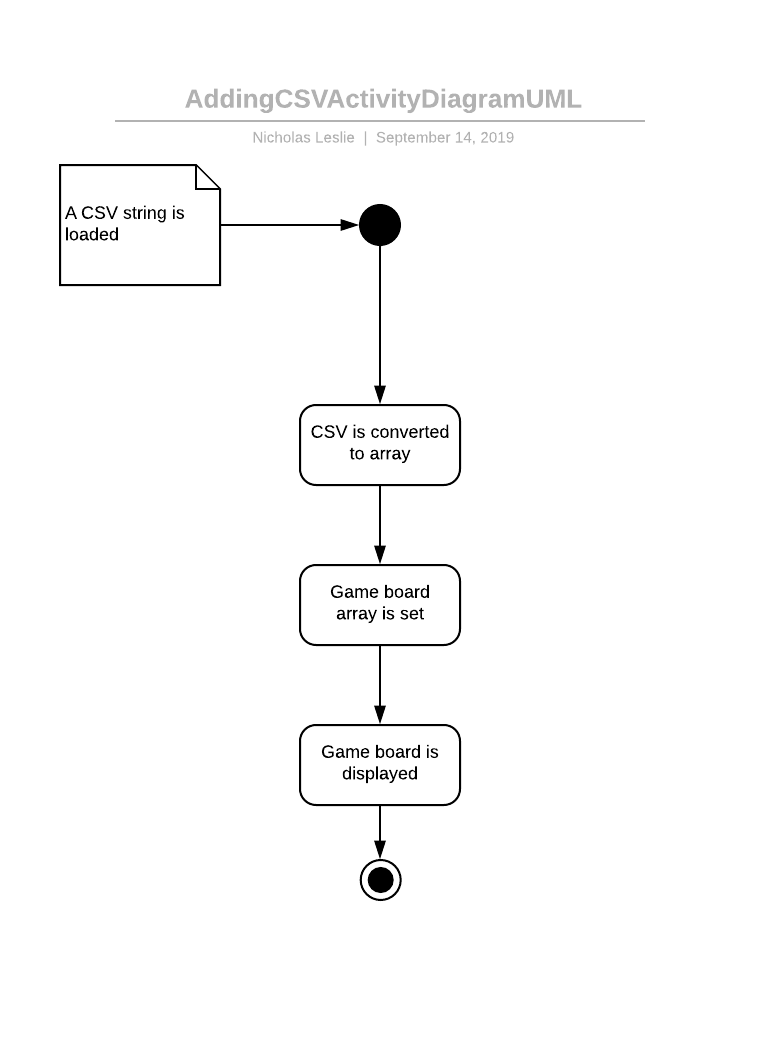 AddingCSVActivityDiagramUML
Nicholas Leslie | September 14, 2019
A CSV string is
loaded
CSV is converted
to array
Game board
array is set
Game board is
displayed